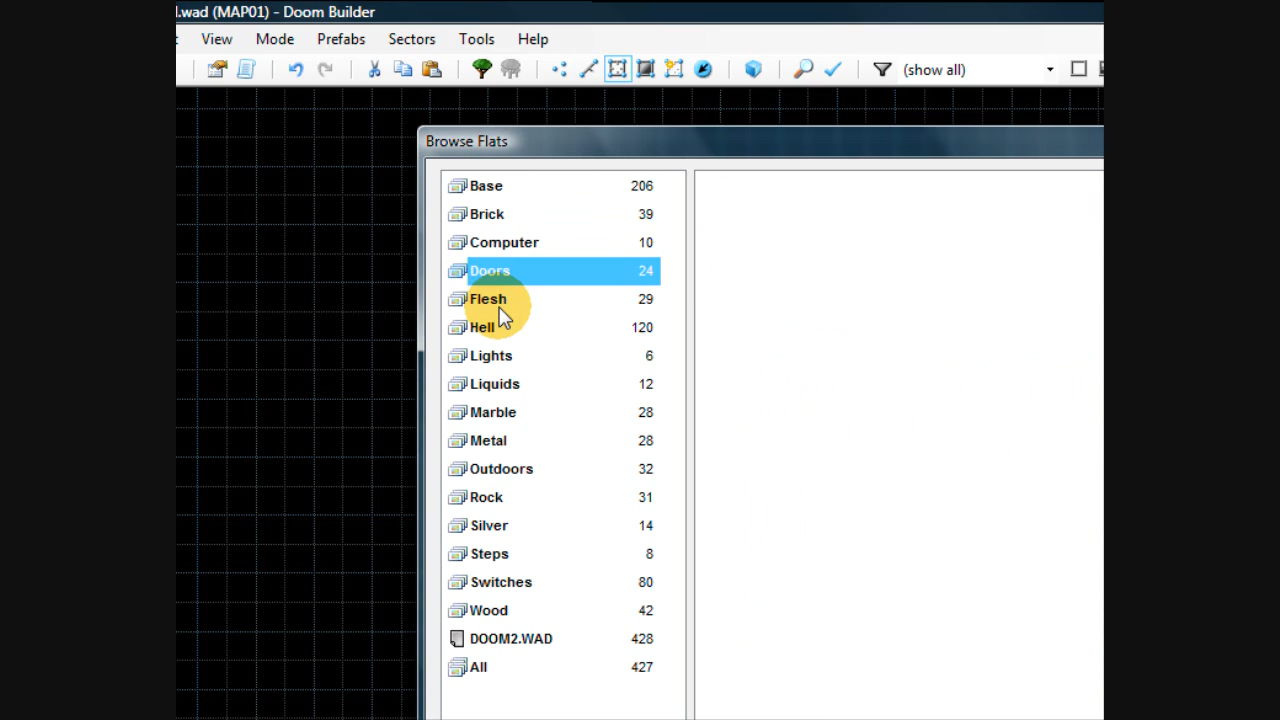 l.wad (MAP01) - Doom Builder
View Mode Prefabs Sectors Tools Help
(show all)
Browse Flats
Base 206
Brick 39
Computer 10
Doors 24
Flesh 29
Hell 120
Lights 6
Liquids 12
Marble 28
Metal 28
Outdoors 32
Rock 31
Silver 14
Steps 8
Switches 80
Wood 42
DOOM2.WAD 428
All 427